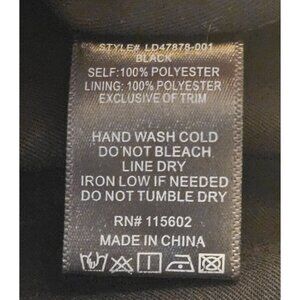 STYLE# LD47878-001
BLACK
SELF:100% POLYESTER
LINING: 100% POLYESTER
EXCLUSIVE OF TRIM
HAND WASH COLD
DO NOT BLEACH
LINE DRY
IRON LOW IF NEEDED
DO NOT TUMBLE DRY
RN# 115602
MADE IN CHINA